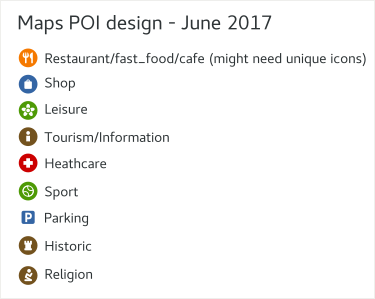 Maps POI design - June 2017
Restaurant/fast_food/cafe (might need unique icons)
Shop
Leisure
Tourism/Information
Heathcare
Sport
P Parking
Historic
Religion